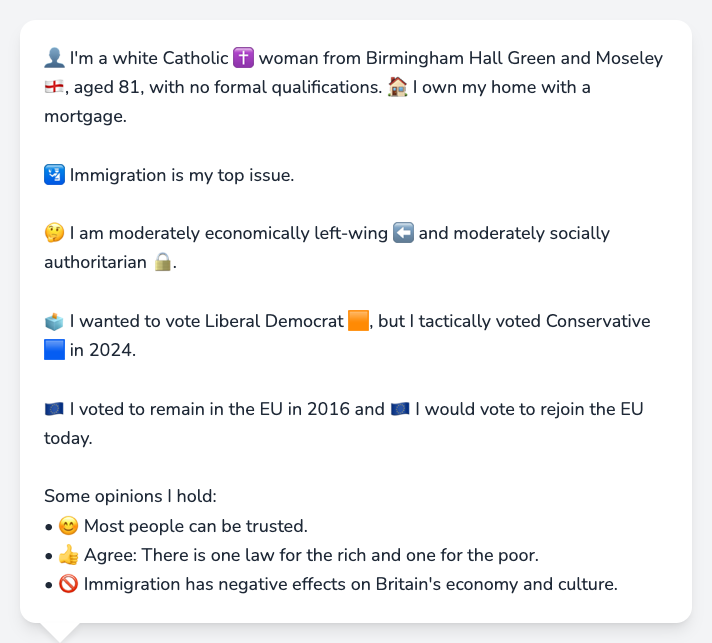 👤 I'm a white Catholic ✝️ woman from Birmingham Hall Green and Moseley
🏴󠁧󠁢󠁥󠁮󠁧󠁿, aged 81, with no formal qualifications. 🏠 I own my home with a
mortgage.
🛂 Immigration is my top issue.
🤔 I am moderately economically left-wing ⬅️ and moderately socially
authoritarian 🔒.
🗳️ I wanted to vote Liberal Democrat 🟧, but I tactically voted Conservative
🟦 in 2024.
🇪🇺 I voted to remain in the EU in 2016 and 🇪🇺 I would vote to rejoin the EU
today.
Some opinions I hold:
• 😊 Most people can be trusted.
• 👍 Agree: There is one law for the rich and one for the poor.
• 🚫 Immigration has negative effects on Britain's economy and culture.